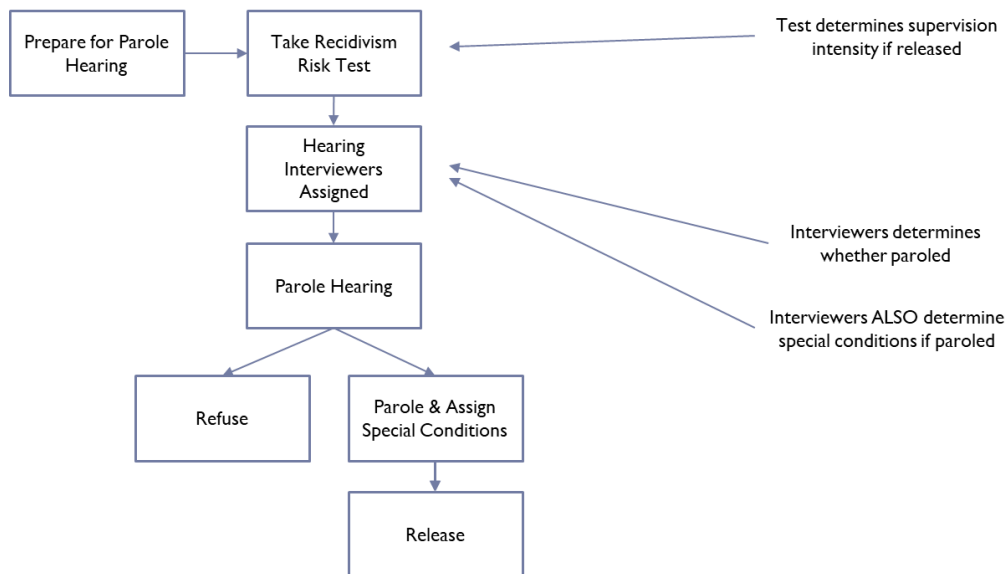 Prepare for Parole
Hearing
Take Recidivism
Risk Test
Test determines supervision
intensity if released
Hearing
Interviewers
Assigned
Interviewers determines
whether paroled
Parole Hearing
Interviewers ALSO determine
special conditions if paroled
Refuse
Parole & Assign
Special Conditions
Release